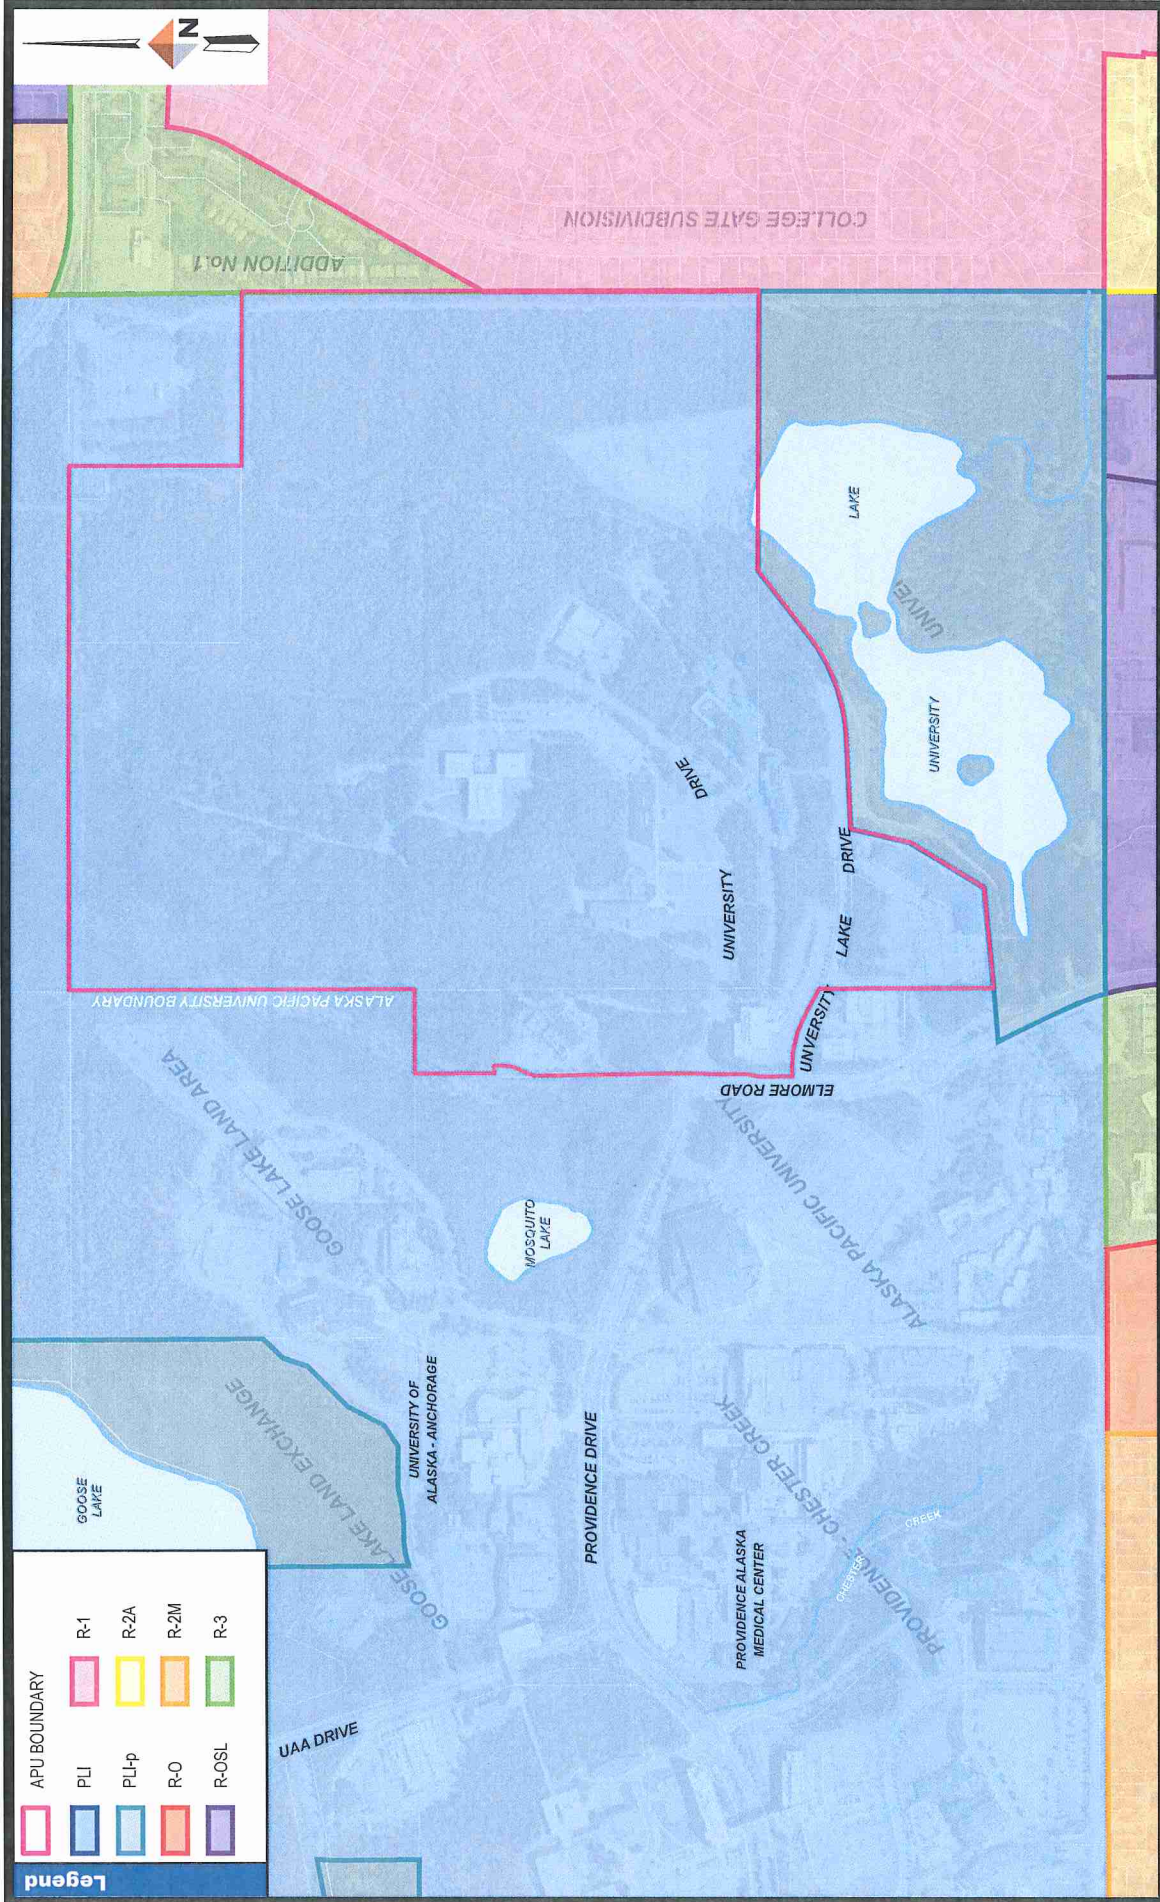 Legend
APU BOUNDARY
PLI
PLI-p
R-O
R-OSL
R-1
R-2A
R-2M
R-3
N
GOOSE
LAKE
GOOSE LAKE LAND EXCHANGE
GOOSE LAKE LAND AREA
ALASKA PACIFIC UNIVERSITY BOUNDARY
ADDITION No.1
COLLEGE GATE SUBDIVISION
UAA DRIVE
UNIVERSITY OF
ALASKA - ANCHORAGE
MOSQUITO
LAKE
PROVIDENCE DRIVE
PROVIDENCE ALASKA
MEDICAL CENTER
PROVIDENCE - CHESTER CREEK
CHESTER
CREEK
ALASKA PACIFIC UNIVERSITY
ELMORE ROAD
UNIVERSITY
DRIVE
UNVERSITY
LAKE
DRIVE
UNIVERSITY
LAKE
UNIVE